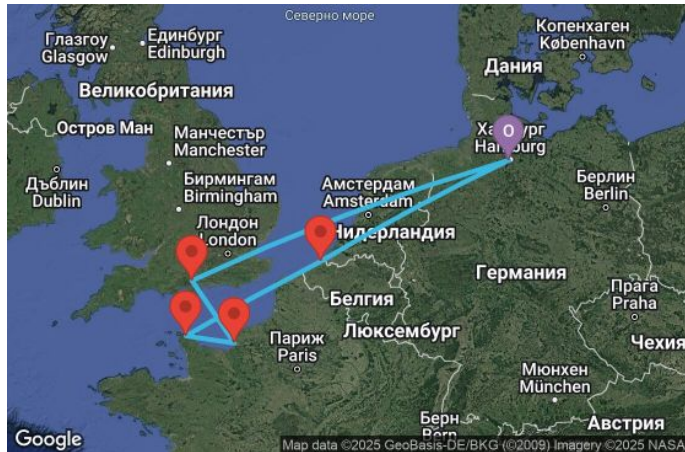 Северно море
Глазгоу
Glasgow
Единбург
Edinburgh
Великобритания
Остров Ман
Манчестър
Manchester
Дъблин
Dublin
Бирмингам
Birmingham
Лондон
London
Копенхаген
København
Дания
O
Hamburg
Берлин
Berlin
Амстердам
Amsterdam
Нидерландия
Белгия
Германия
Прага
Praha
Чехия
Люксембург
Париж
Paris
Мюнхен
München
Берн
Bern
Австрия
Google
Map data ©2025 GeoBasis-DE/BKG (©2009) Imagery ©2025 NASA